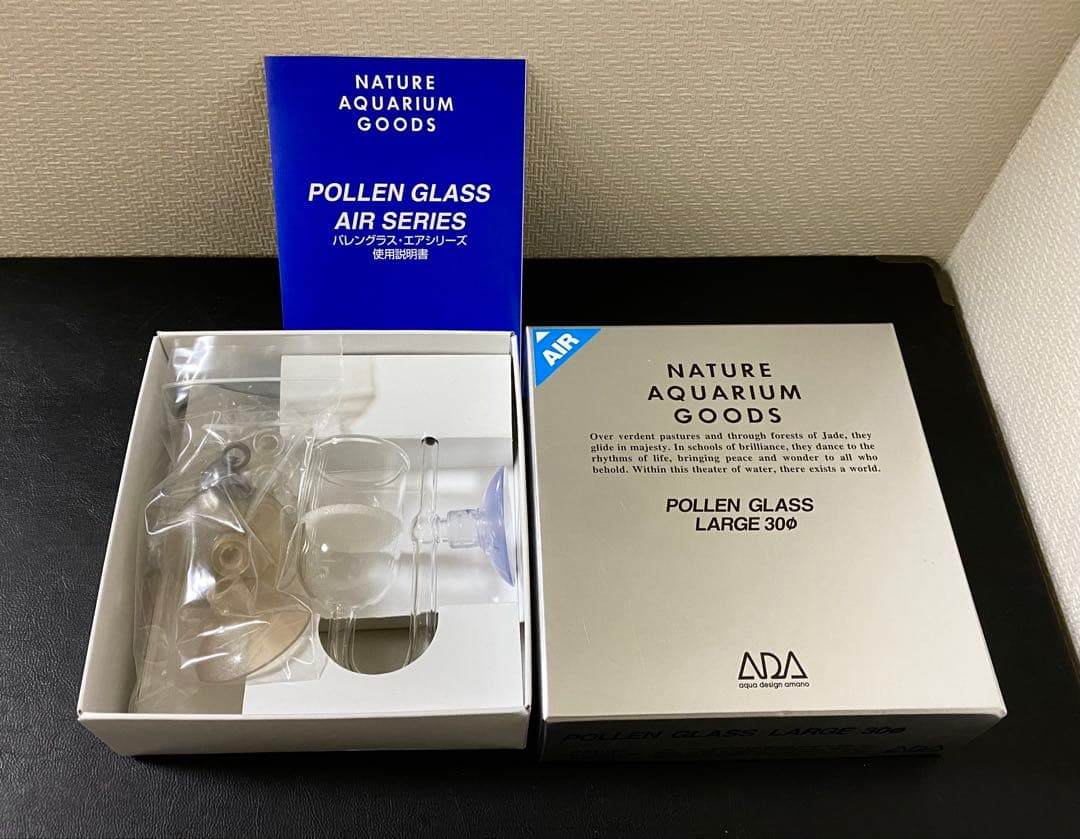 NATURE
AQUARIUM
GOODS
POLLEN GLASS
AIR SERIES
パレングラス・エアシリーズ
使用説明書
AIR
NATURE
AQUARIUM
GOODS
Over verdent pastures and through forests of Jade, they
glide in majesty. In schools of brilliance, they dance to the
rhythms of life, bringing peace and wonder to all who
behold. Within this theater of water, there exists a world.
POLLEN GLASS
LARGE 30ø
ADA
aqua design amano
POLLEN GLASS LARGE 30ø
ADA